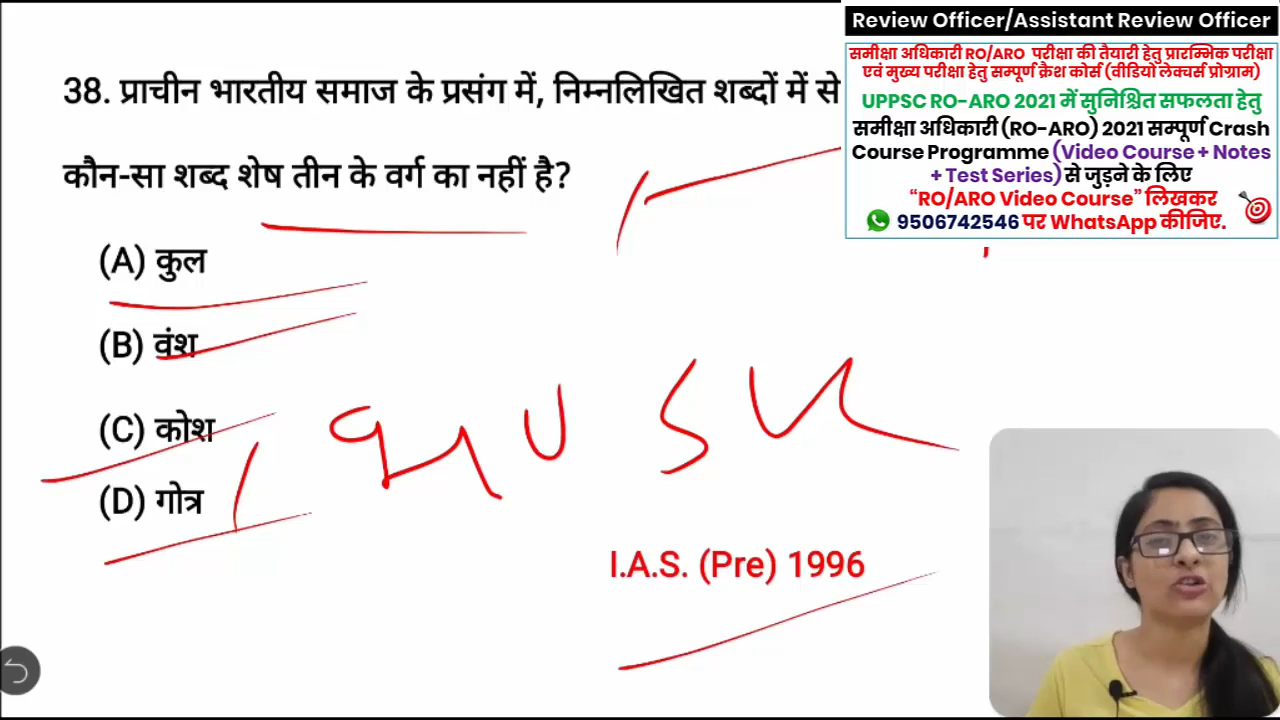 Review Officer/Assistant Review Officer
समीक्षा अधिकारी RO/ARO परीक्षा की तैयारी हेतु प्रारम्भिक परीक्षा
एवं मुख्य परीक्षा हेतु सम्पूर्ण क्रैश कोर्स (वीडियो लेक्चर्स प्रोग्राम)
UPPSC RO-ARO 2021 में सुनिश्चित सफलता हेतु
समीक्षा अधिकारी (RO-ARO) 2021 सम्पूर्ण Crash
Course Programme (Video Course + Notes
+ Test Series) से जुड़ने के लिए
"RO/ARO Video Course" लिखकर
9506742546 पर WhatsApp कीजिए.
38. प्राचीन भारतीय समाज के प्रसंग में, निम्नलिखित शब्दों में से
कौन-सा शब्द शेष तीन के वर्ग का नहीं है?
(A) कुल
(B) वंश
(C) कोश
(D) गोत्र
I.A.S. (Pre) 1996